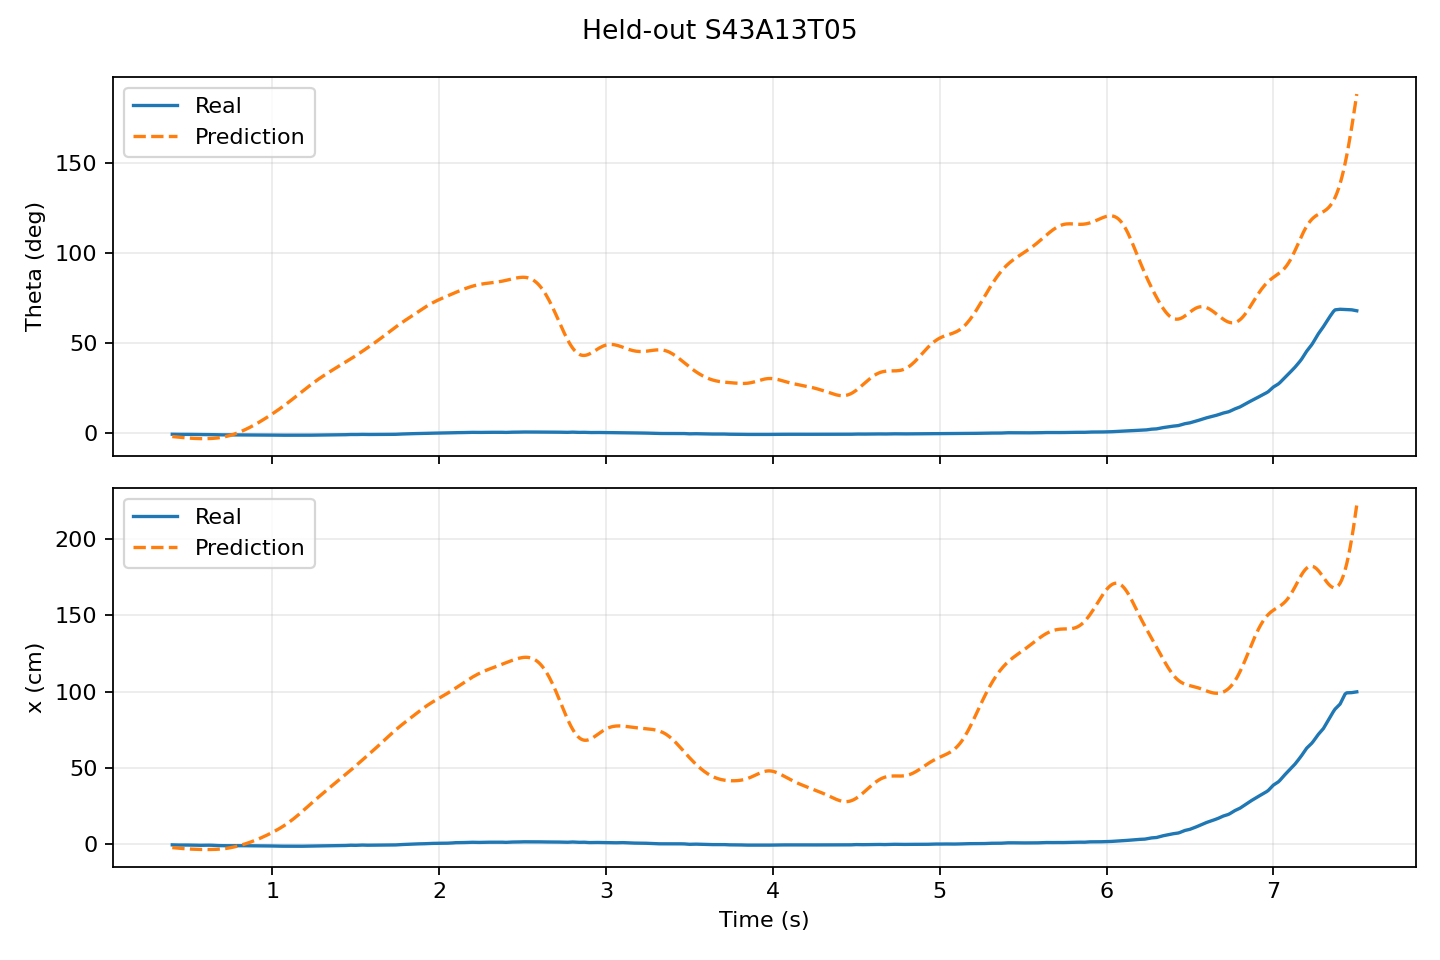 Held-out S43A13T05
Real
Prediction
150
100
50
0
Theta (deg)
Real
Prediction
200
150
100
50
0
x (cm)
1 2 3 4 5 6 7
Time (s)